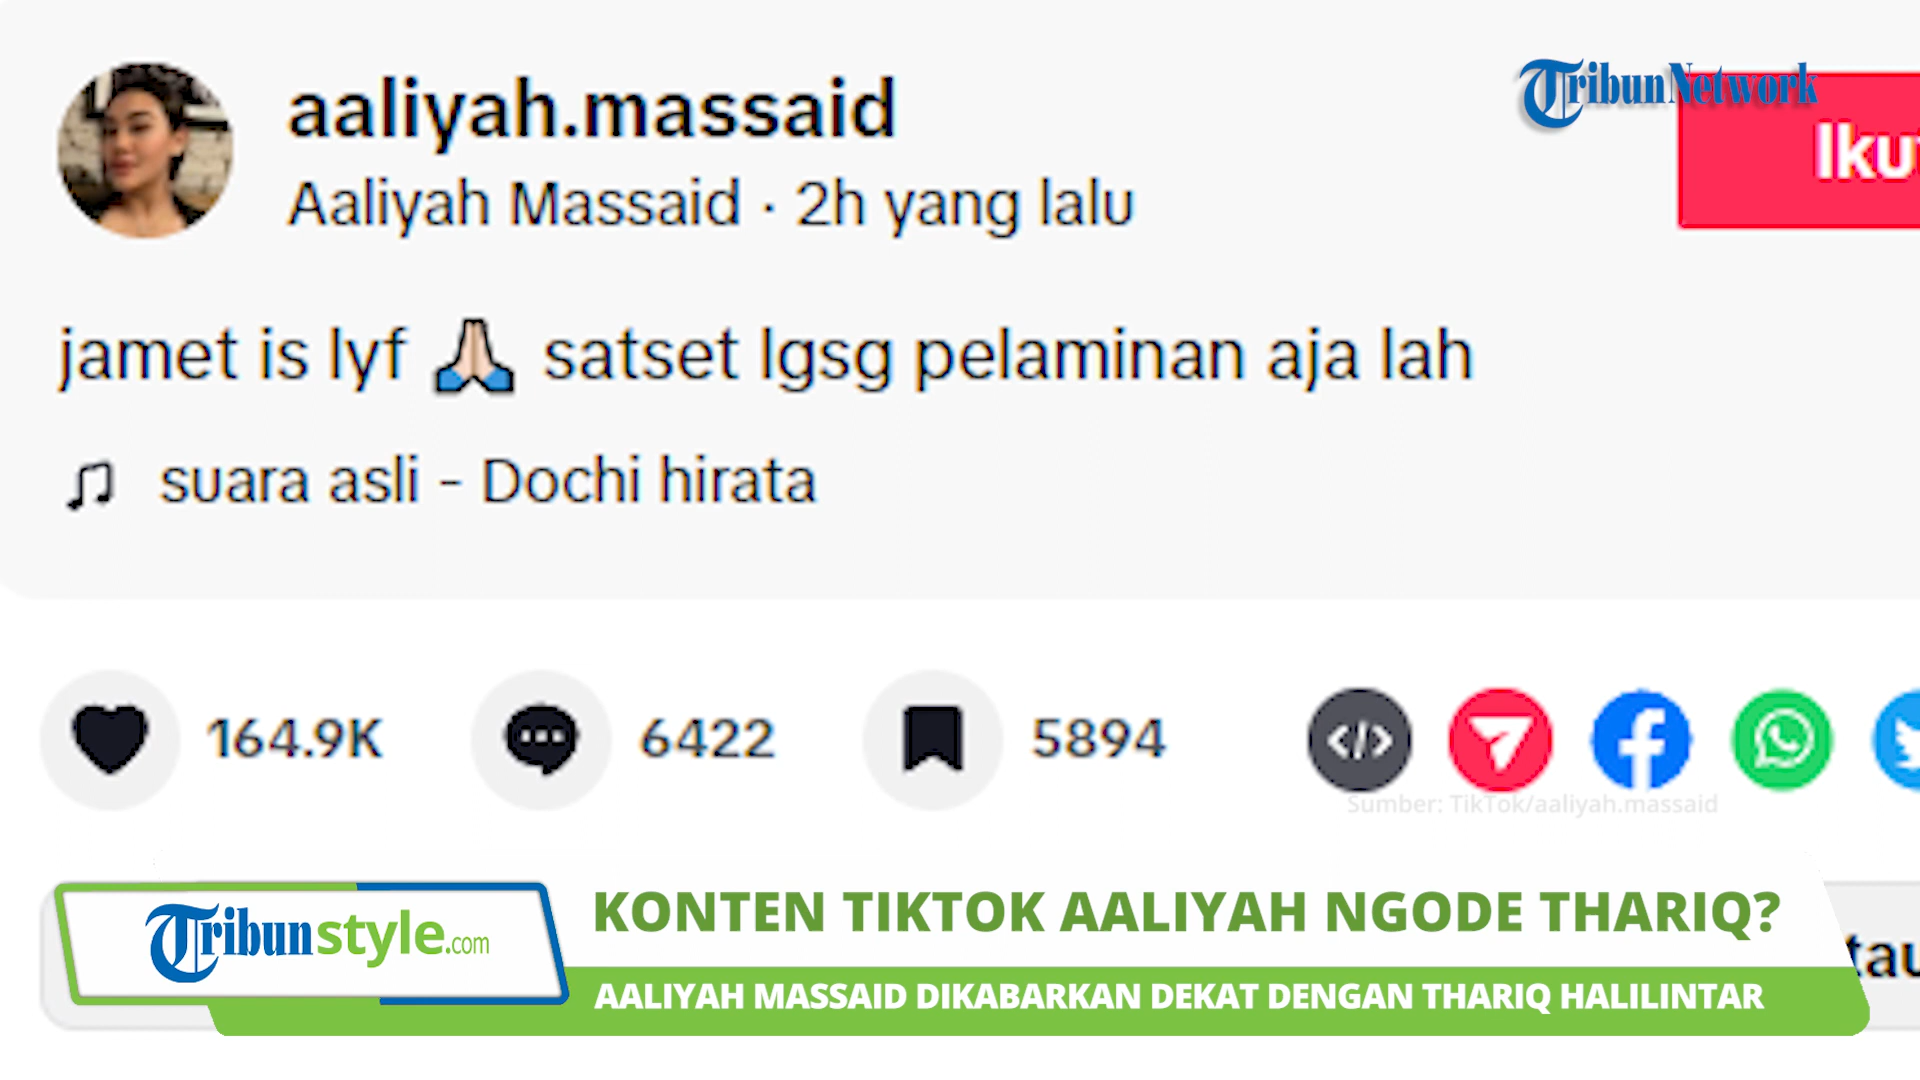 aaliyah.massaid
Aaliyah Massaid · 2h yang lalu
TribunNetwork
Iku
jamet is lyf 🙏 satset lgsg pelaminan aja lah
suara asli - Dochi hirata
164.9K
6422
5894
Sumber: TikTok/aaliyah.massaid
Tribunstyle.com
KONTEN TIKTOK AALIYAH NGODE THARIQ?
AALIYAH MASSAID DIKABARKAN DEKAT DENGAN THARIQ HALILINTAR
tau